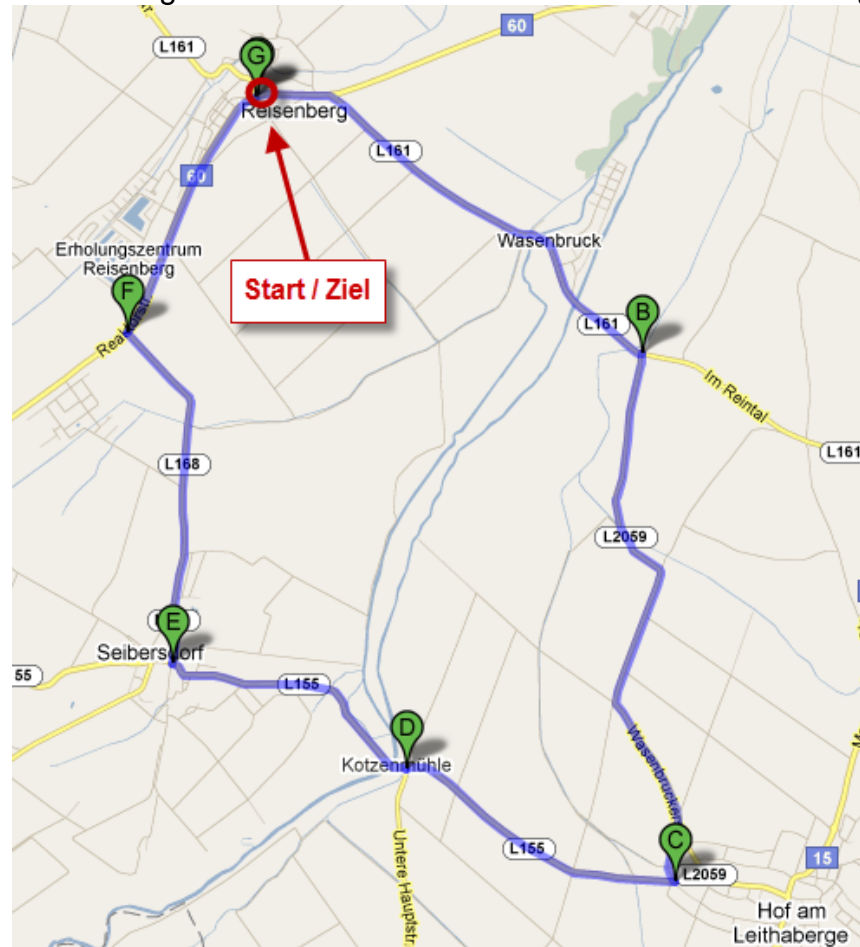 60
L161
G
Reisenberg
L161
60
Wasenbruck
Erholungszentrum
Reisenberg
Start / Ziel
F
L161
B
Im Reintal
L161
L168
L2059
E
Seibersdorf
55
L155
D
Kotzenmühle
Wasenbrucker
Untere Hauptstr.
L155
C
L2059
15
Hof am
Leithaberge